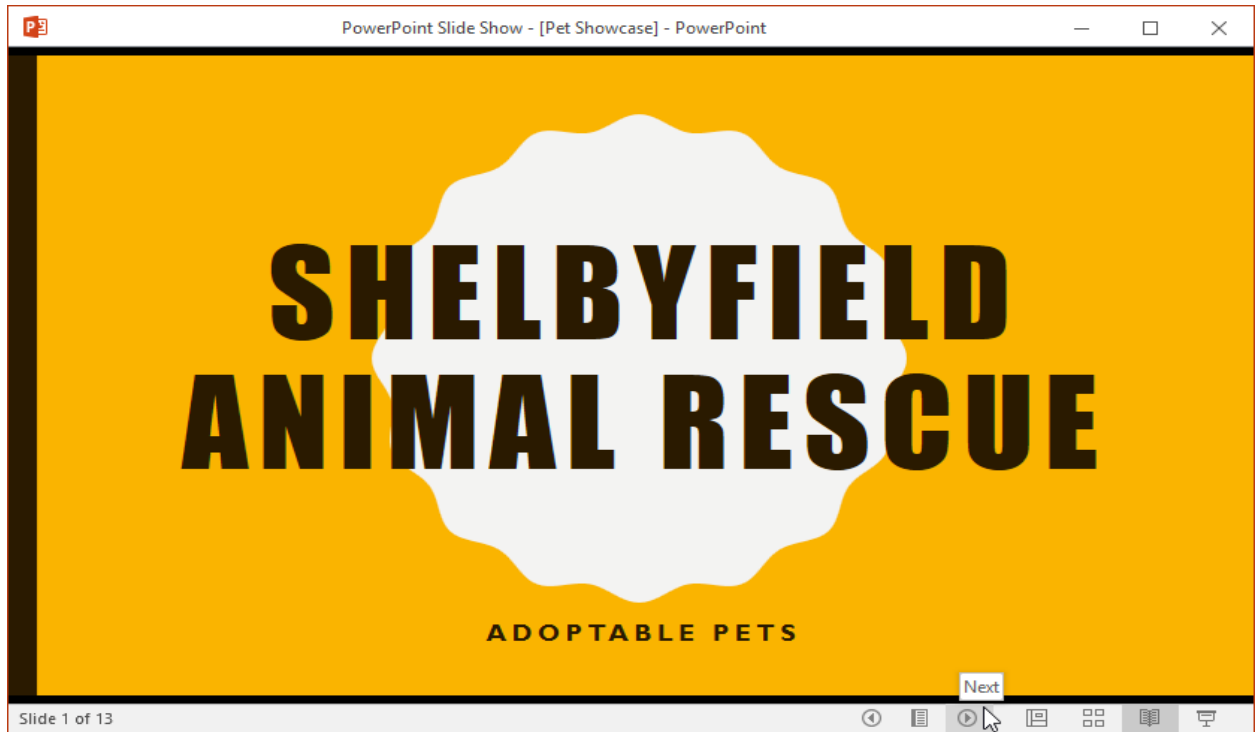 PowerPoint Slide Show - [Pet Showcase] - PowerPoint
SHELBYFIELD
ANIMAL RESCUE
ADOPTABLE PETS
Next
Slide 1 of 13